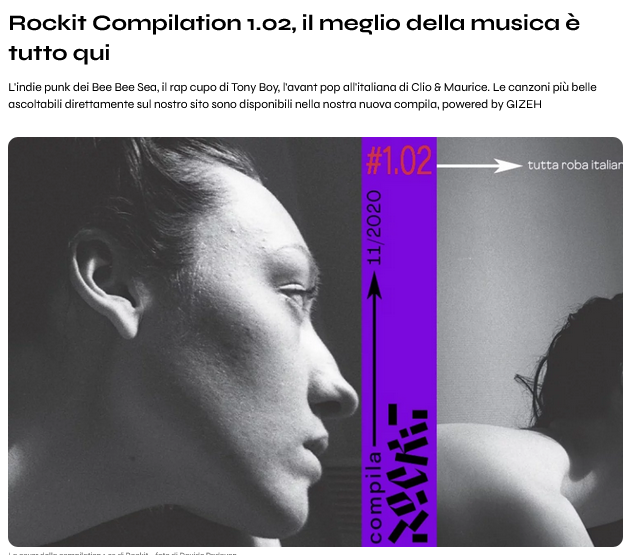 Rockit Compilation 1.02, il meglio della musica è
tutto qui
L'indie punk dei Bee Bee Sea, il rap cupo di Tony Boy, l'avant pop all'italiana di Clio & Maurice. Le canzoni più belle
ascoltabili direttamente sul nostro sito sono disponibili nella nostra nuova compila, powered by GIZEH
#1.02
tutta roba italian
11/2020
compila
Rockit